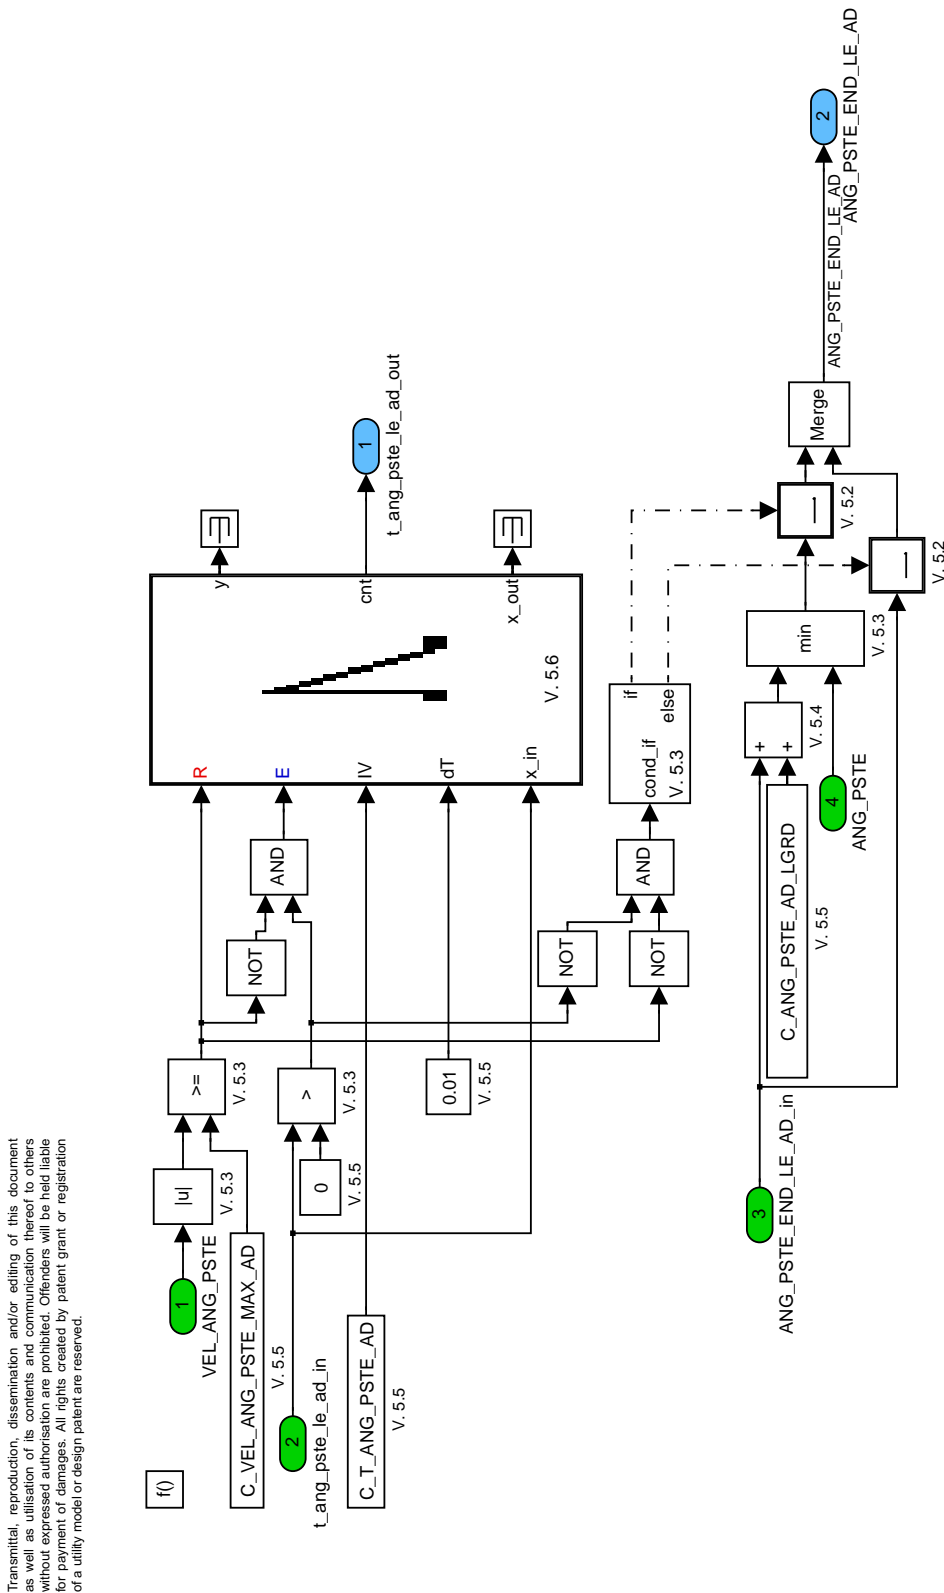 Transmittal, reproduction, dissemination and/or editing of this document
as well as utilisation of its contents and communication thereof to others
without expressed authorisation are prohibited. Offenders will be held liable
for payment of damages. All rights created by patent grant or registration
of a utility model or design patent are reserved.
f()
1
VEL_ANG_PSTE
|u|
V. 5.3
C_VEL_ANG_PSTE_MAX_AD
V. 5.5
>=
V. 5.3
NOT
AND
2
t_ang_pste_le_ad_in
0
V. 5.5
>
V. 5.3
C_T_ANG_PSTE_AD
V. 5.5
0.01
V. 5.5
R
E
IV
dT
x_in
y
cnt
x_out
V. 5.6
1
t_ang_pste_le_ad_out
NOT
NOT
AND
cond_if
V. 5.3
if
else
3
ANG_PSTE_END_LE_AD_in
C_ANG_PSTE_AD_LGRD
V. 5.5
+
+
V. 5.4
4
ANG_PSTE
min
V. 5.3
V. 5.2
V. 5.2
Merge
ANG_PSTE_END_LE_AD
2
ANG_PSTE_END_LE_AD